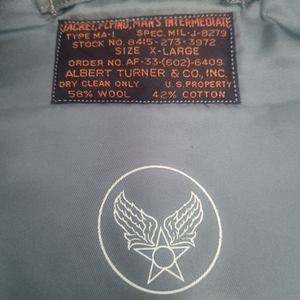 JACKET, FLYING, MAN'S INTERMEDIATE
TYPE MA-1 SPEC. MIL-J-8279
STOCK NO. 8415-273-3972
SIZE X-LARGE
ORDER NO. AF-33-(602)-6409
ALBERT TURNER & CO., INC.
DRY CLEAN ONLY U.S. PROPERTY
58% WOOL 42% COTTON